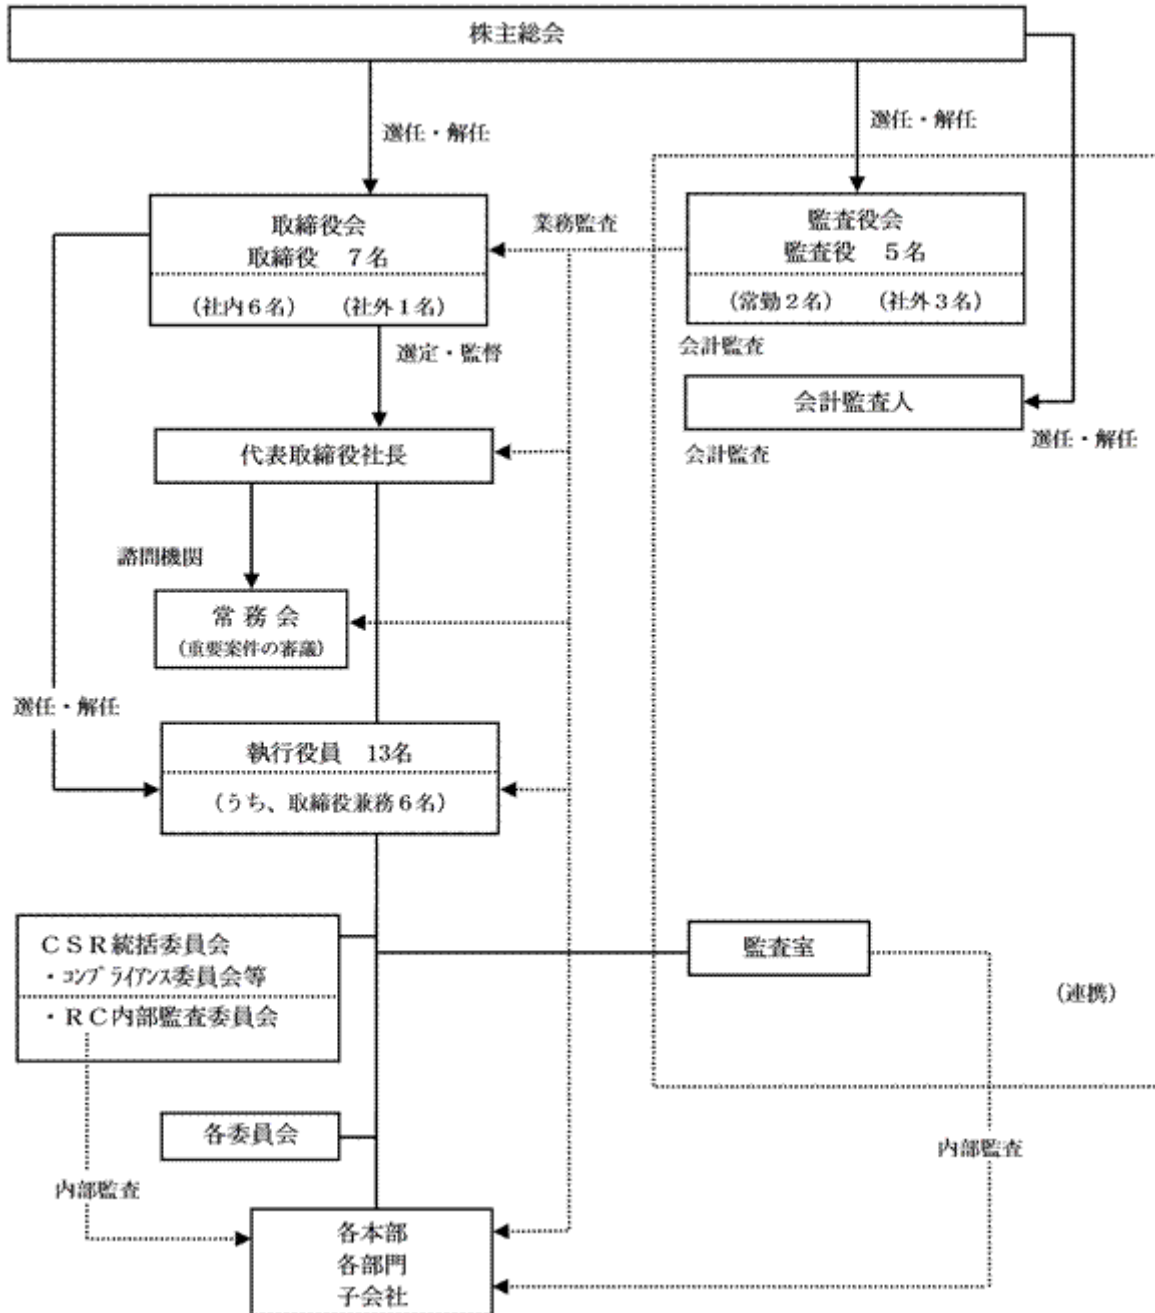 株主総会
選任・解任
選任・解任
取締役会
取締役　７名
（社内６名）　（社外１名）
業務監査
監査役会
監査役　５名
（常勤２名）　（社外３名）
会計監査
選定・監督
会計監査人
選任・解任
会計監査
代表取締役社長
諮問機関
常 務 会
（重要案件の審議）
選任・解任
執行役員　13名
（うち、取締役兼務６名）
ＣＳＲ統括委員会
・ｺﾝﾌﾟﾗｲｱﾝｽ委員会等
・ＲＣ内部監査委員会
監査室
（連携）
各委員会
内部監査
内部監査
各本部
各部門
子会社